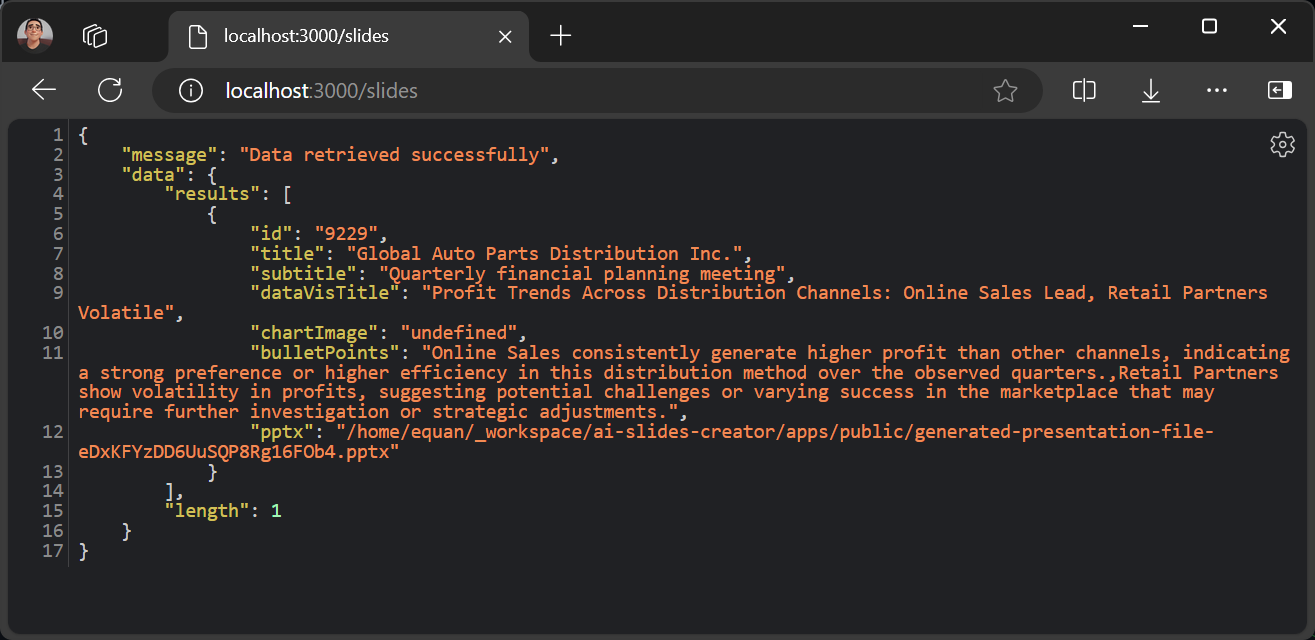 localhost:3000/slides
localhost:3000/slides
1 {
2     "message": "Data retrieved successfully",
3     "data": {
4         "results": [
5             {
6                 "id": "9229",
7                 "title": "Global Auto Parts Distribution Inc.",
8                 "subtitle": "Quarterly financial planning meeting",
9                 "dataVisTitle": "Profit Trends Across Distribution Channels: Online Sales Lead, Retail Partners
Volatile",
10                 "chartImage": "undefined",
11                 "bulletPoints": "Online Sales consistently generate higher profit than other channels, indicating
a strong preference or higher efficiency in this distribution method over the observed quarters.,Retail Partners
show volatility in profits, suggesting potential challenges or varying success in the marketplace that may
require further investigation or strategic adjustments.",
12                 "pptx": "/home/equan/_workspace/ai-slides-creator/apps/public/generated-presentation-file-
eDxKFYzDD6UuSQP8Rg16FOb4.pptx"
13             }
14         ],
15         "length": 1
16     }
17 }